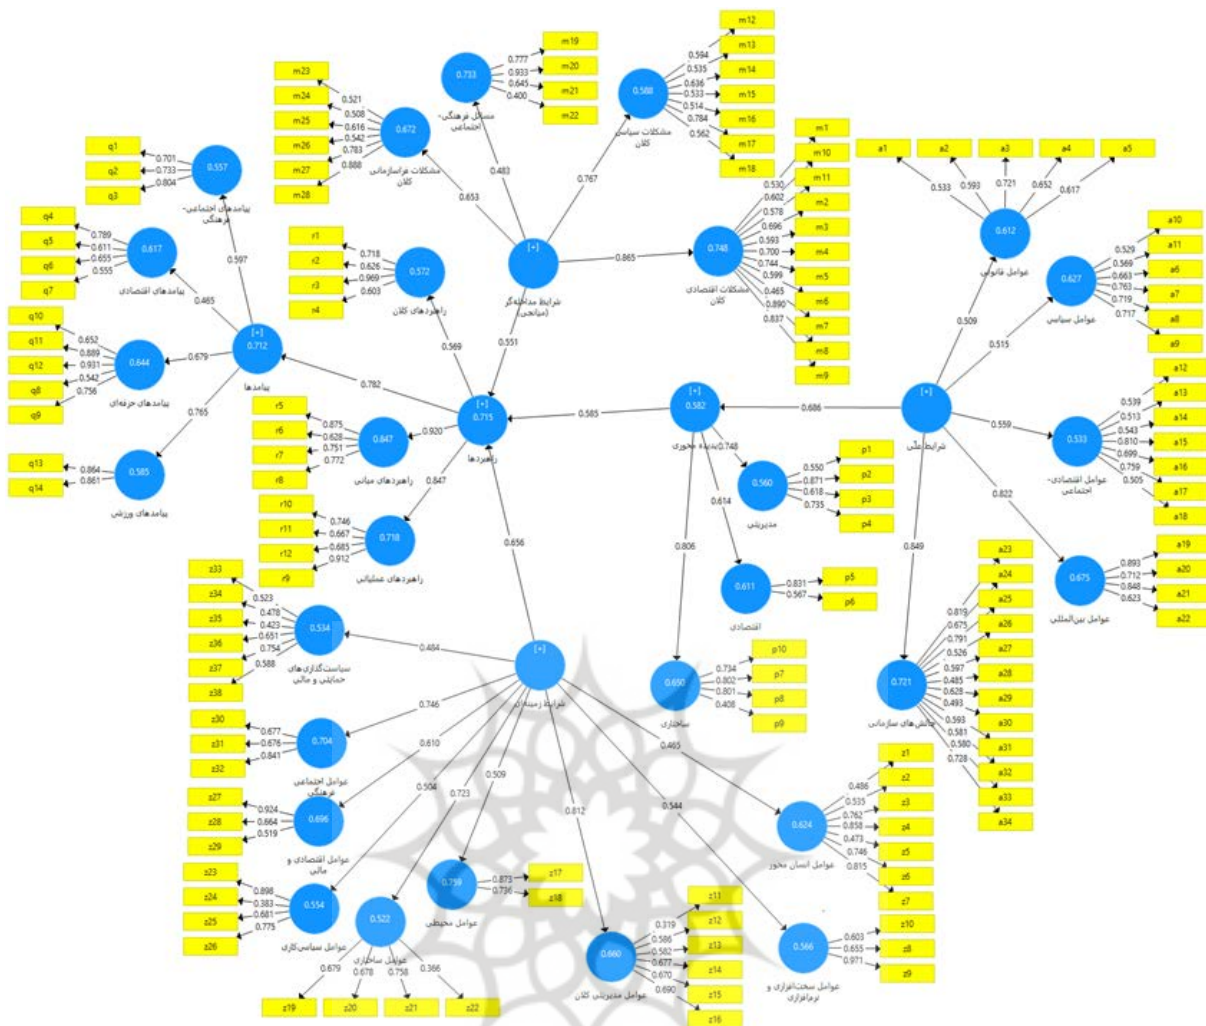 m23
m24
m25
m26
m27
m28
0.521
0.508
0.616
0.542
0.783
0.888
0.672
مشکلات فراسازمانی
کلان
m19
m20
m21
m22
0.777
0.933
0.645
0.400
0.733
مسائل فرهنگی-
اجتماعی
m12
m13
m14
m15
m16
m17
m18
0.594
0.535
0.636
0.533
0.514
0.784
0.562
0.588
مشکلات سیاسی
کلان
m1
m10
m11
m2
m3
m4
m5
m6
m7
m8
m9
0.530
0.602
0.578
0.696
0.593
0.700
0.744
0.599
0.465
0.890
0.837
0.748
مشکلات اقتصادی
کلان
[+]
شرایط مداخله‌گر
(میانجی)
0.653
0.483
0.767
0.865
0.551
a1
a2
a3
a4
a5
0.533
0.593
0.721
0.652
0.617
0.612
عوامل قانونی
a10
a11
a6
a7
a8
a9
0.529
0.569
0.663
0.763
0.719
0.717
0.627
عوامل سیاسی
a12
a13
a14
a15
a16
a17
a18
0.539
0.513
0.543
0.810
0.699
0.759
0.505
0.533
عوامل اقتصادی-
اجتماعی
a19
a20
a21
a22
0.893
0.712
0.848
0.623
0.675
عوامل بین‌المللی
a23
a24
a25
a26
a27
a28
a29
a30
a31
a32
a33
a34
0.819
0.675
0.791
0.526
0.597
0.485
0.628
0.493
0.593
0.581
0.580
0.728
0.721
چالش‌های سازمانی
[+]
شرایط علّی
0.509
0.515
0.559
0.822
0.849
0.686
[+]
0.582
پدیده محوری
0.748
0.614
0.806
0.585
p1
p2
p3
p4
0.550
0.871
0.618
0.735
0.560
مدیریتی
p5
p6
0.831
0.567
0.611
اقتصادی
p10
p7
p8
p9
0.734
0.802
0.801
0.408
0.650
ساختاری
q1
q2
q3
0.701
0.733
0.804
0.557
پیامدهای اجتماعی-
فرهنگی
q4
q5
q6
q7
0.789
0.611
0.655
0.555
0.617
پیامدهای اقتصادی
q10
q11
q12
q8
q9
0.652
0.889
0.931
0.542
0.756
0.644
پیامدهای حرفه‌ای
q13
q14
0.864
0.861
0.585
پیامدهای ورزشی
[+]
0.712
پیامدها
0.597
0.465
0.679
0.765
0.782
r1
r2
r3
r4
0.718
0.626
0.969
0.603
0.572
راهبردهای کلان
r5
r6
r7
r8
0.875
0.628
0.751
0.772
0.847
راهبردهای میانی
r10
r11
r12
r9
0.746
0.667
0.685
0.912
0.718
راهبردهای عملیاتی
[+]
0.715
راهبردها
0.569
0.920
0.847
0.656
[+]
شرایط زمینه‌ای
0.484
0.746
0.610
0.504
0.723
0.509
0.812
0.544
0.465
z33
z34
z35
z36
z37
z38
0.523
0.478
0.423
0.651
0.754
0.588
0.534
سیاست‌گذاری‌های
حمایتی و مالی
z30
z31
z32
0.677
0.676
0.841
0.704
عوامل اجتماعی
فرهنگی
z27
z28
z29
0.924
0.664
0.519
0.696
عوامل اقتصادی و
مالی
z23
z24
z25
z26
0.898
0.383
0.681
0.775
0.554
عوامل سیاسی‌کاری
0.522
عوامل ساختاری
0.679
0.678
0.758
0.366
z19
z20
z21
z22
0.759
عوامل محیطی
0.873
0.736
z17
z18
0.660
عوامل مدیریتی کلان
z11
z12
z13
z14
z15
z16
0.319
0.586
0.582
0.677
0.670
0.690
0.566
عوامل سخت‌افزاری و
نرم‌افزاری
z10
z8
z9
0.603
0.655
0.971
0.624
عوامل انسان محور
z1
z2
z3
z4
z5
z6
z7
0.486
0.535
0.762
0.858
0.473
0.746
0.815